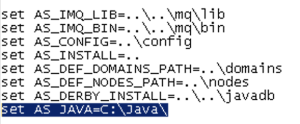 set AS_IMQ_LIB=..\..\mq\lib
set AS_IMQ_BIN=..\..\mq\bin
set AS_CONFIG=..\config
set AS_INSTALL=..
set AS_DEF_DOMAINS_PATH=..\domains
set AS_DEF_NODES_PATH=..\nodes
set AS_DERBY_INSTALL=..\..\javadb
set AS_JAVA=C:\Java\